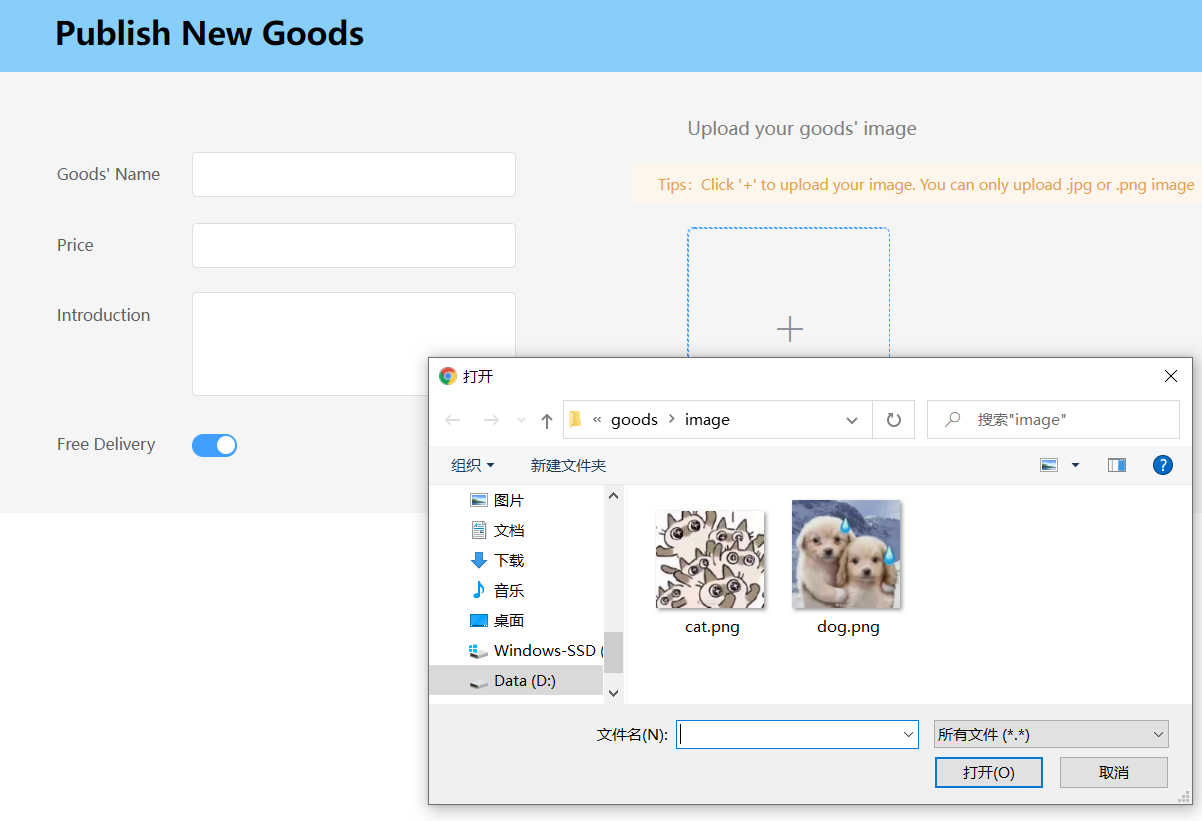 Publish New Goods
Upload your goods' image
Goods' Name
Tips：Click '+' to upload your image. You can only upload .jpg or .png image
Price
Introduction
Free Delivery
打开
« goods › image
搜索"image"
组织
新建文件夹
图片
文档
下载
音乐
桌面
Windows-SSD (
Data (D:)
cat.png
dog.png
文件名(N):
所有文件 (*.*)
打开(O)
取消